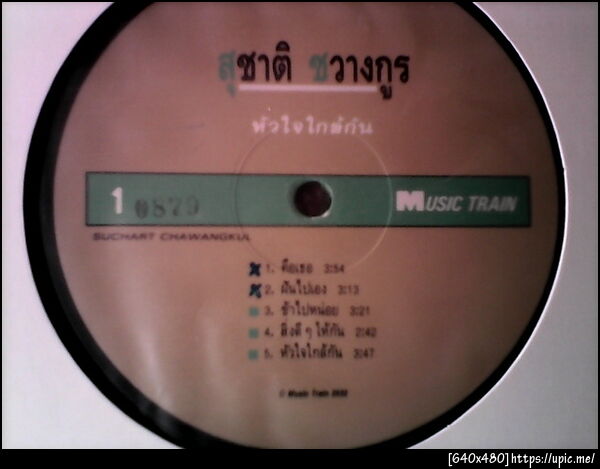 สุชาติ ชวางกูร
หัวใจใกล้กัน
1 0879 MUSIC TRAIN
SUCHART CHAWANGKUL
1. คือเธอ 3:54
2. ฝันไปเอง 3:13
3. ช้าไปหน่อย 3:21
4. สิ่งดี ๆ ให้กัน 2:42
5. หัวใจใกล้กัน 3:47
© Music Train
[640x480]https://upic.me/